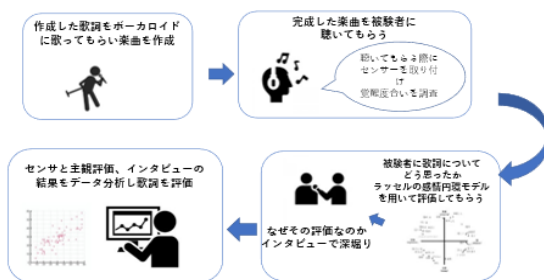 作成した歌詞をボーカロイド
に歌ってもらい楽曲を作成
完成した楽曲を被験者に
聴いてもらう
聴いてもらう際に
センサーを取り付
け
覚醒度合いを調査
被験者に歌詞について
どう思ったか
ラッセルの感情円環モデル
を用いて評価してもらう
なぜその評価なのか
インタビューで深堀り
センサと主観評価、インタビューの
結果をデータ分析し歌詞を評価